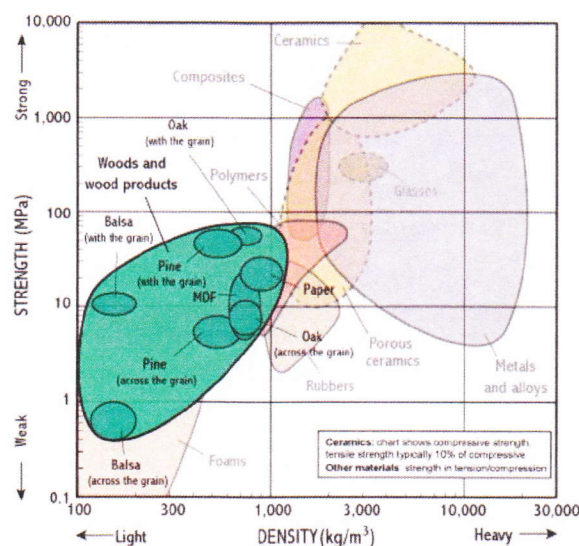 10,000
Strong
Ceramics
Composites
1,000
Oak
(with the grain)
Woods and
wood products
Polymers
Glasses
STRENGTH (MPa)
100
Balsa
(with the grain)
Pine
(with the grain)
MDF
Paper
10
Pine
(across the grain)
Oak
(across the grain)
Porous
ceramics
Rubbers
Metals
and alloys
1
Weak
Balsa
(across the grain)
Foams
Ceramics: chart shows compressive strength,
tensile strength typically 10% of compressive
Other materials: strength in tension/compression
0.1
100
300
1,000
3,000
10,000
30,000
Light
DENSITY (kg/m³)
Heavy